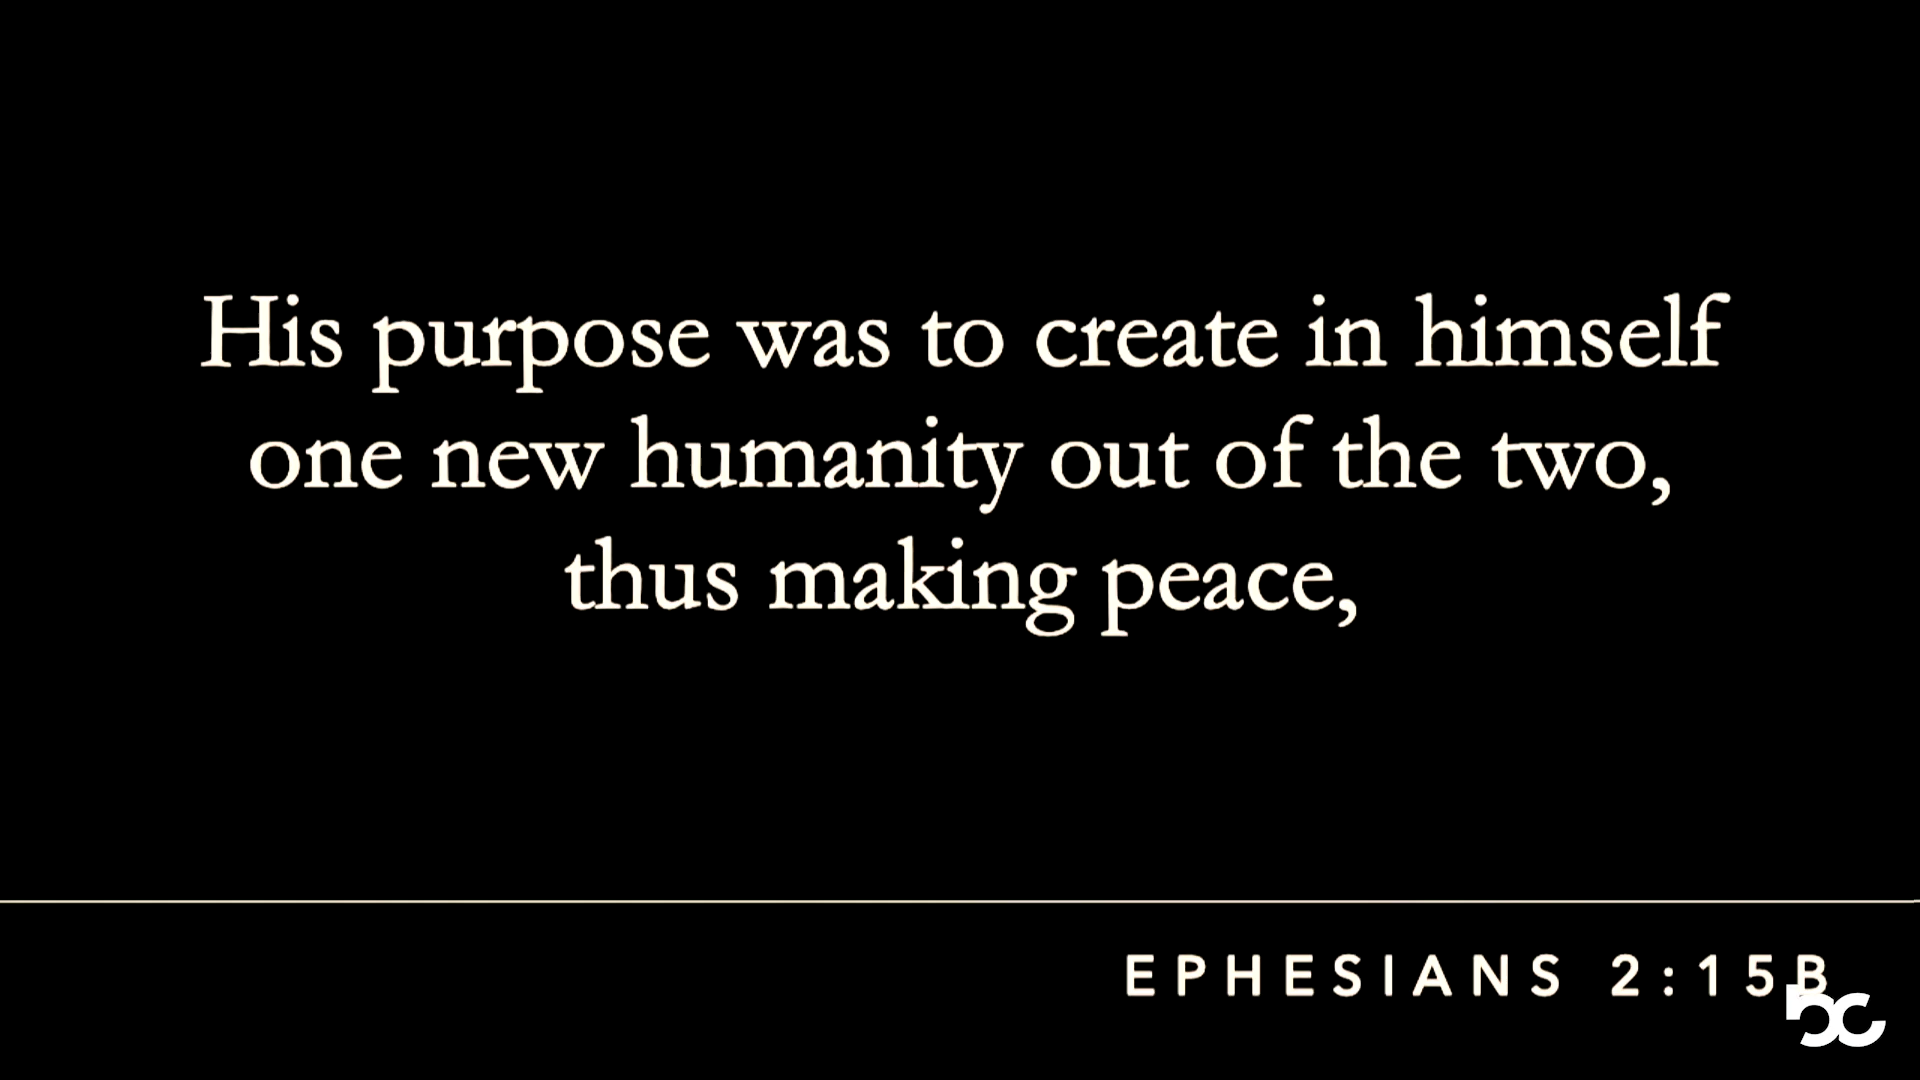 His purpose was to create in himself
one new humanity out of the two,
thus making peace,
EPHESIANS 2:15B